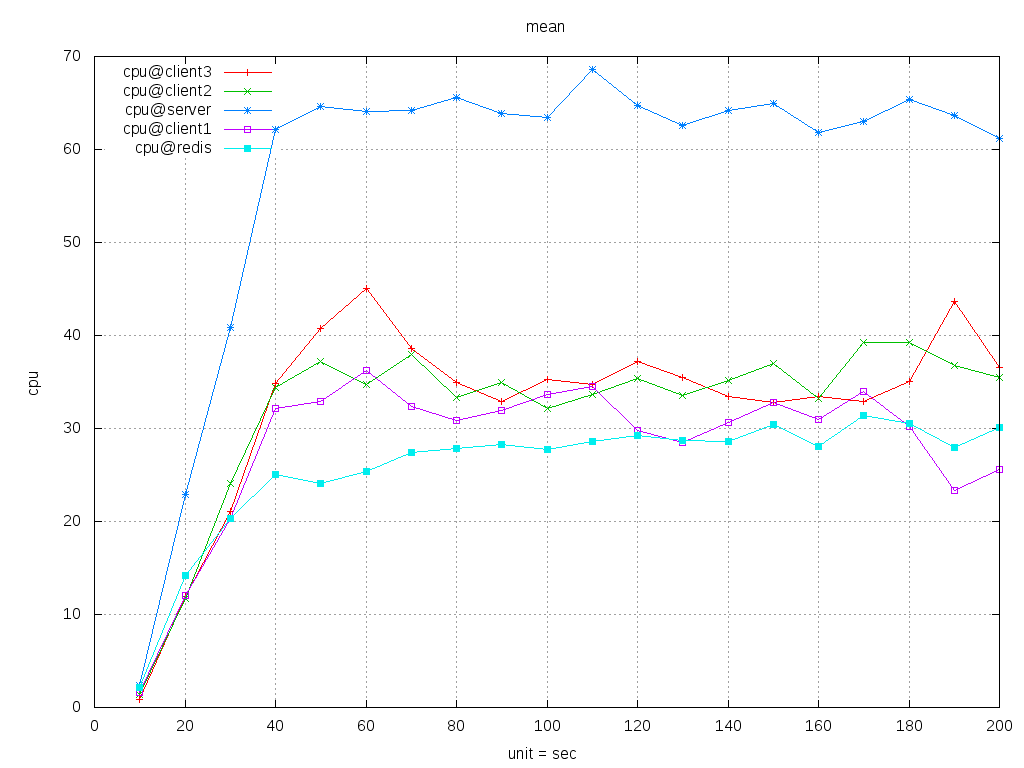 mean
70
60
50
40
30
20
10
0
cpu
cpu@client3
cpu@client2
cpu@server
cpu@client1
cpu@redis
0 20 40 60 80 100 120 140 160 180 200
unit = sec